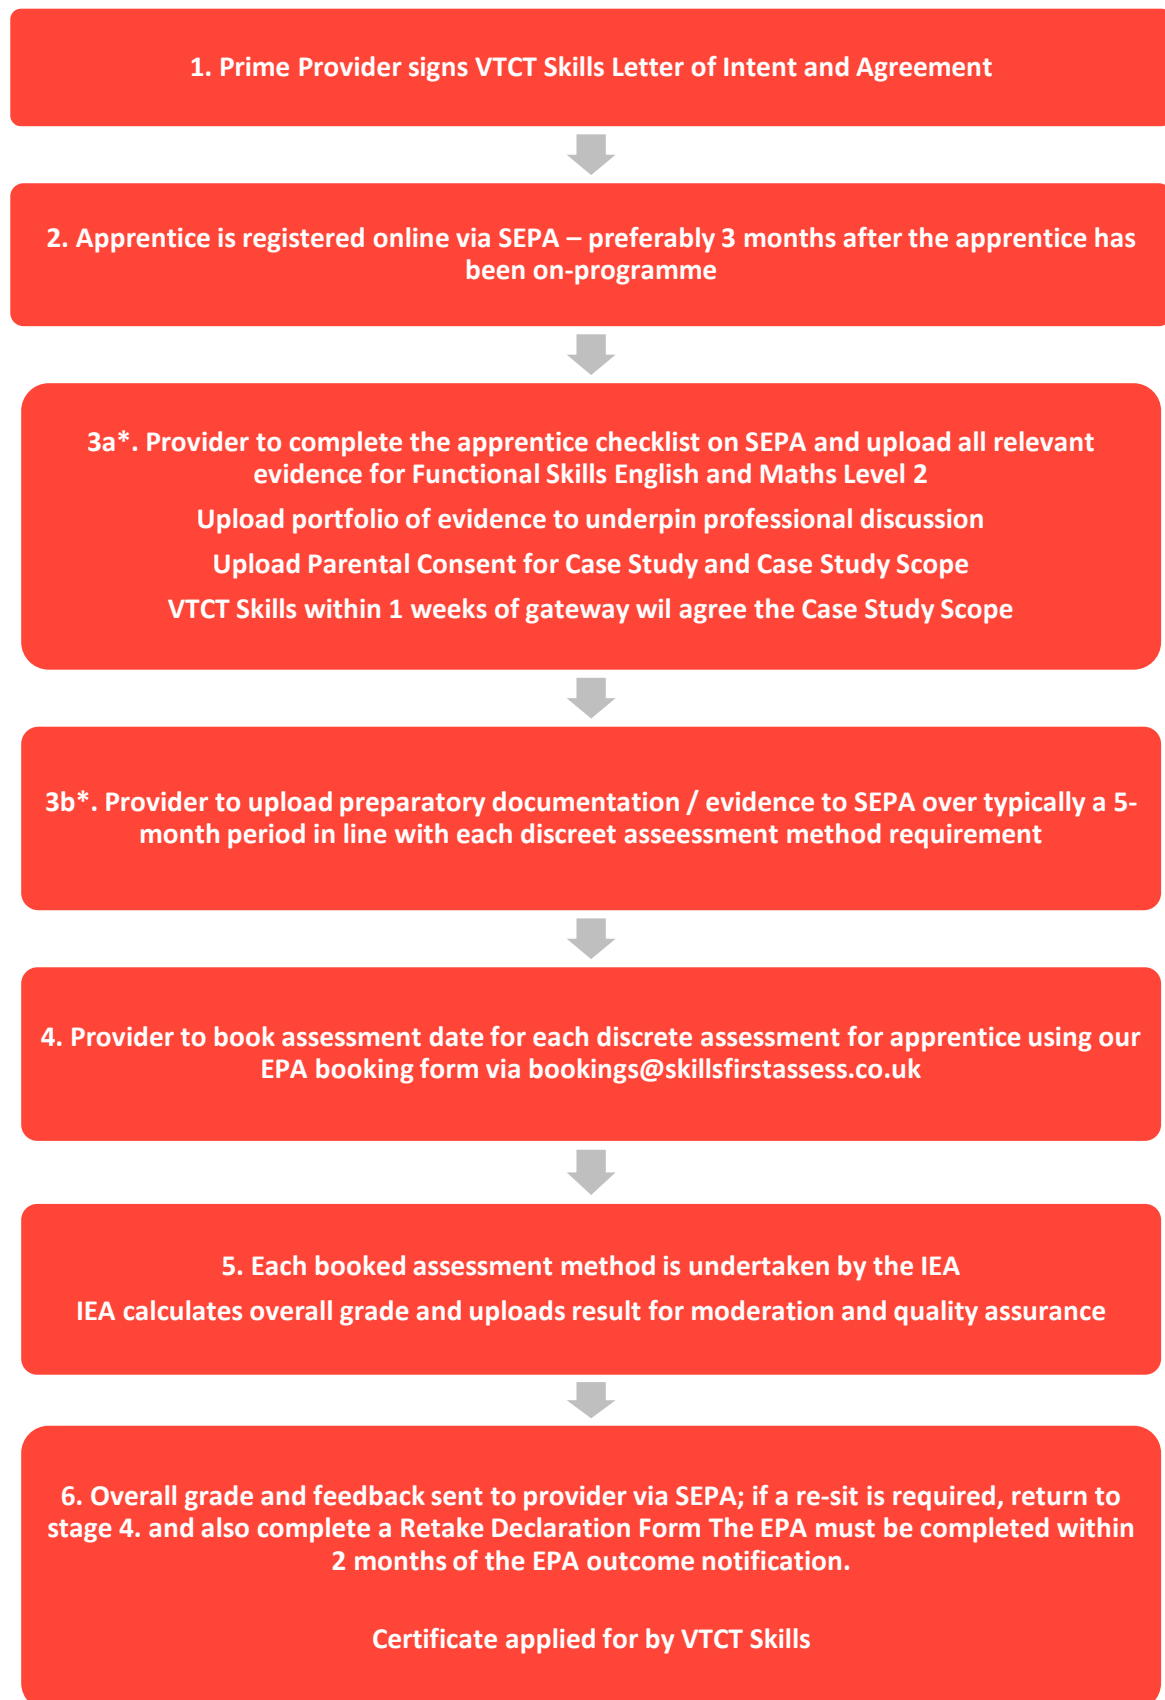 1. Prime Provider signs VTCT Skills Letter of Intent and Agreement
2. Apprentice is registered online via SEPA – preferably 3 months after the apprentice has
been on-programme
3a*. Provider to complete the apprentice checklist on SEPA and upload all relevant
evidence for Functional Skills English and Maths Level 2
Upload portfolio of evidence to underpin professional discussion
Upload Parental Consent for Case Study and Case Study Scope
VTCT Skills within 1 weeks of gateway wil agree the Case Study Scope
3b*. Provider to upload preparatory documentation / evidence to SEPA over typically a 5-
month period in line with each discreet asseessment method requirement
4. Provider to book assessment date for each discrete assessment for apprentice using our
EPA booking form via bookings@skillsfirstassess.co.uk
5. Each booked assessment method is undertaken by the IEA
IEA calculates overall grade and uploads result for moderation and quality assurance
6. Overall grade and feedback sent to provider via SEPA; if a re-sit is required, return to
stage 4. and also complete a Retake Declaration Form The EPA must be completed within
2 months of the EPA outcome notification.
Certificate applied for by VTCT Skills